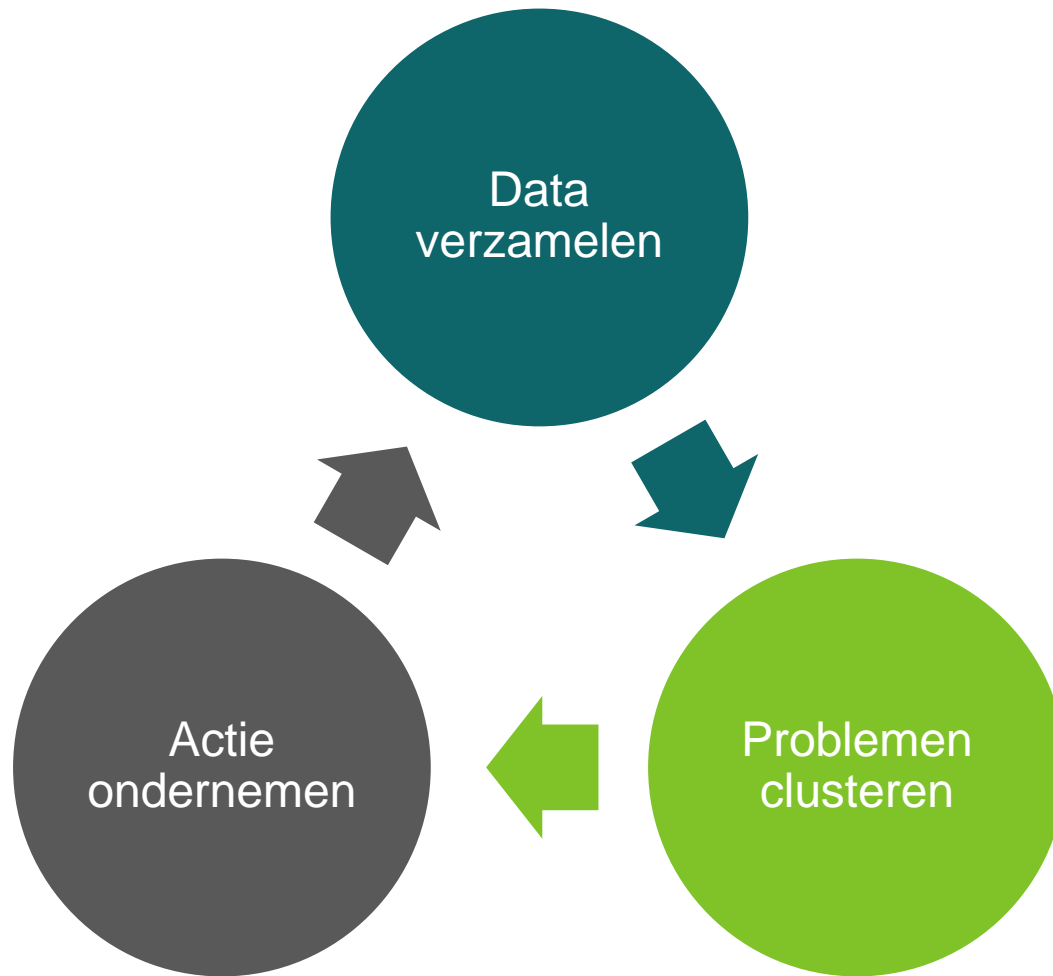 Data
verzamelen
Problemen
clusteren
Actie
ondernemen